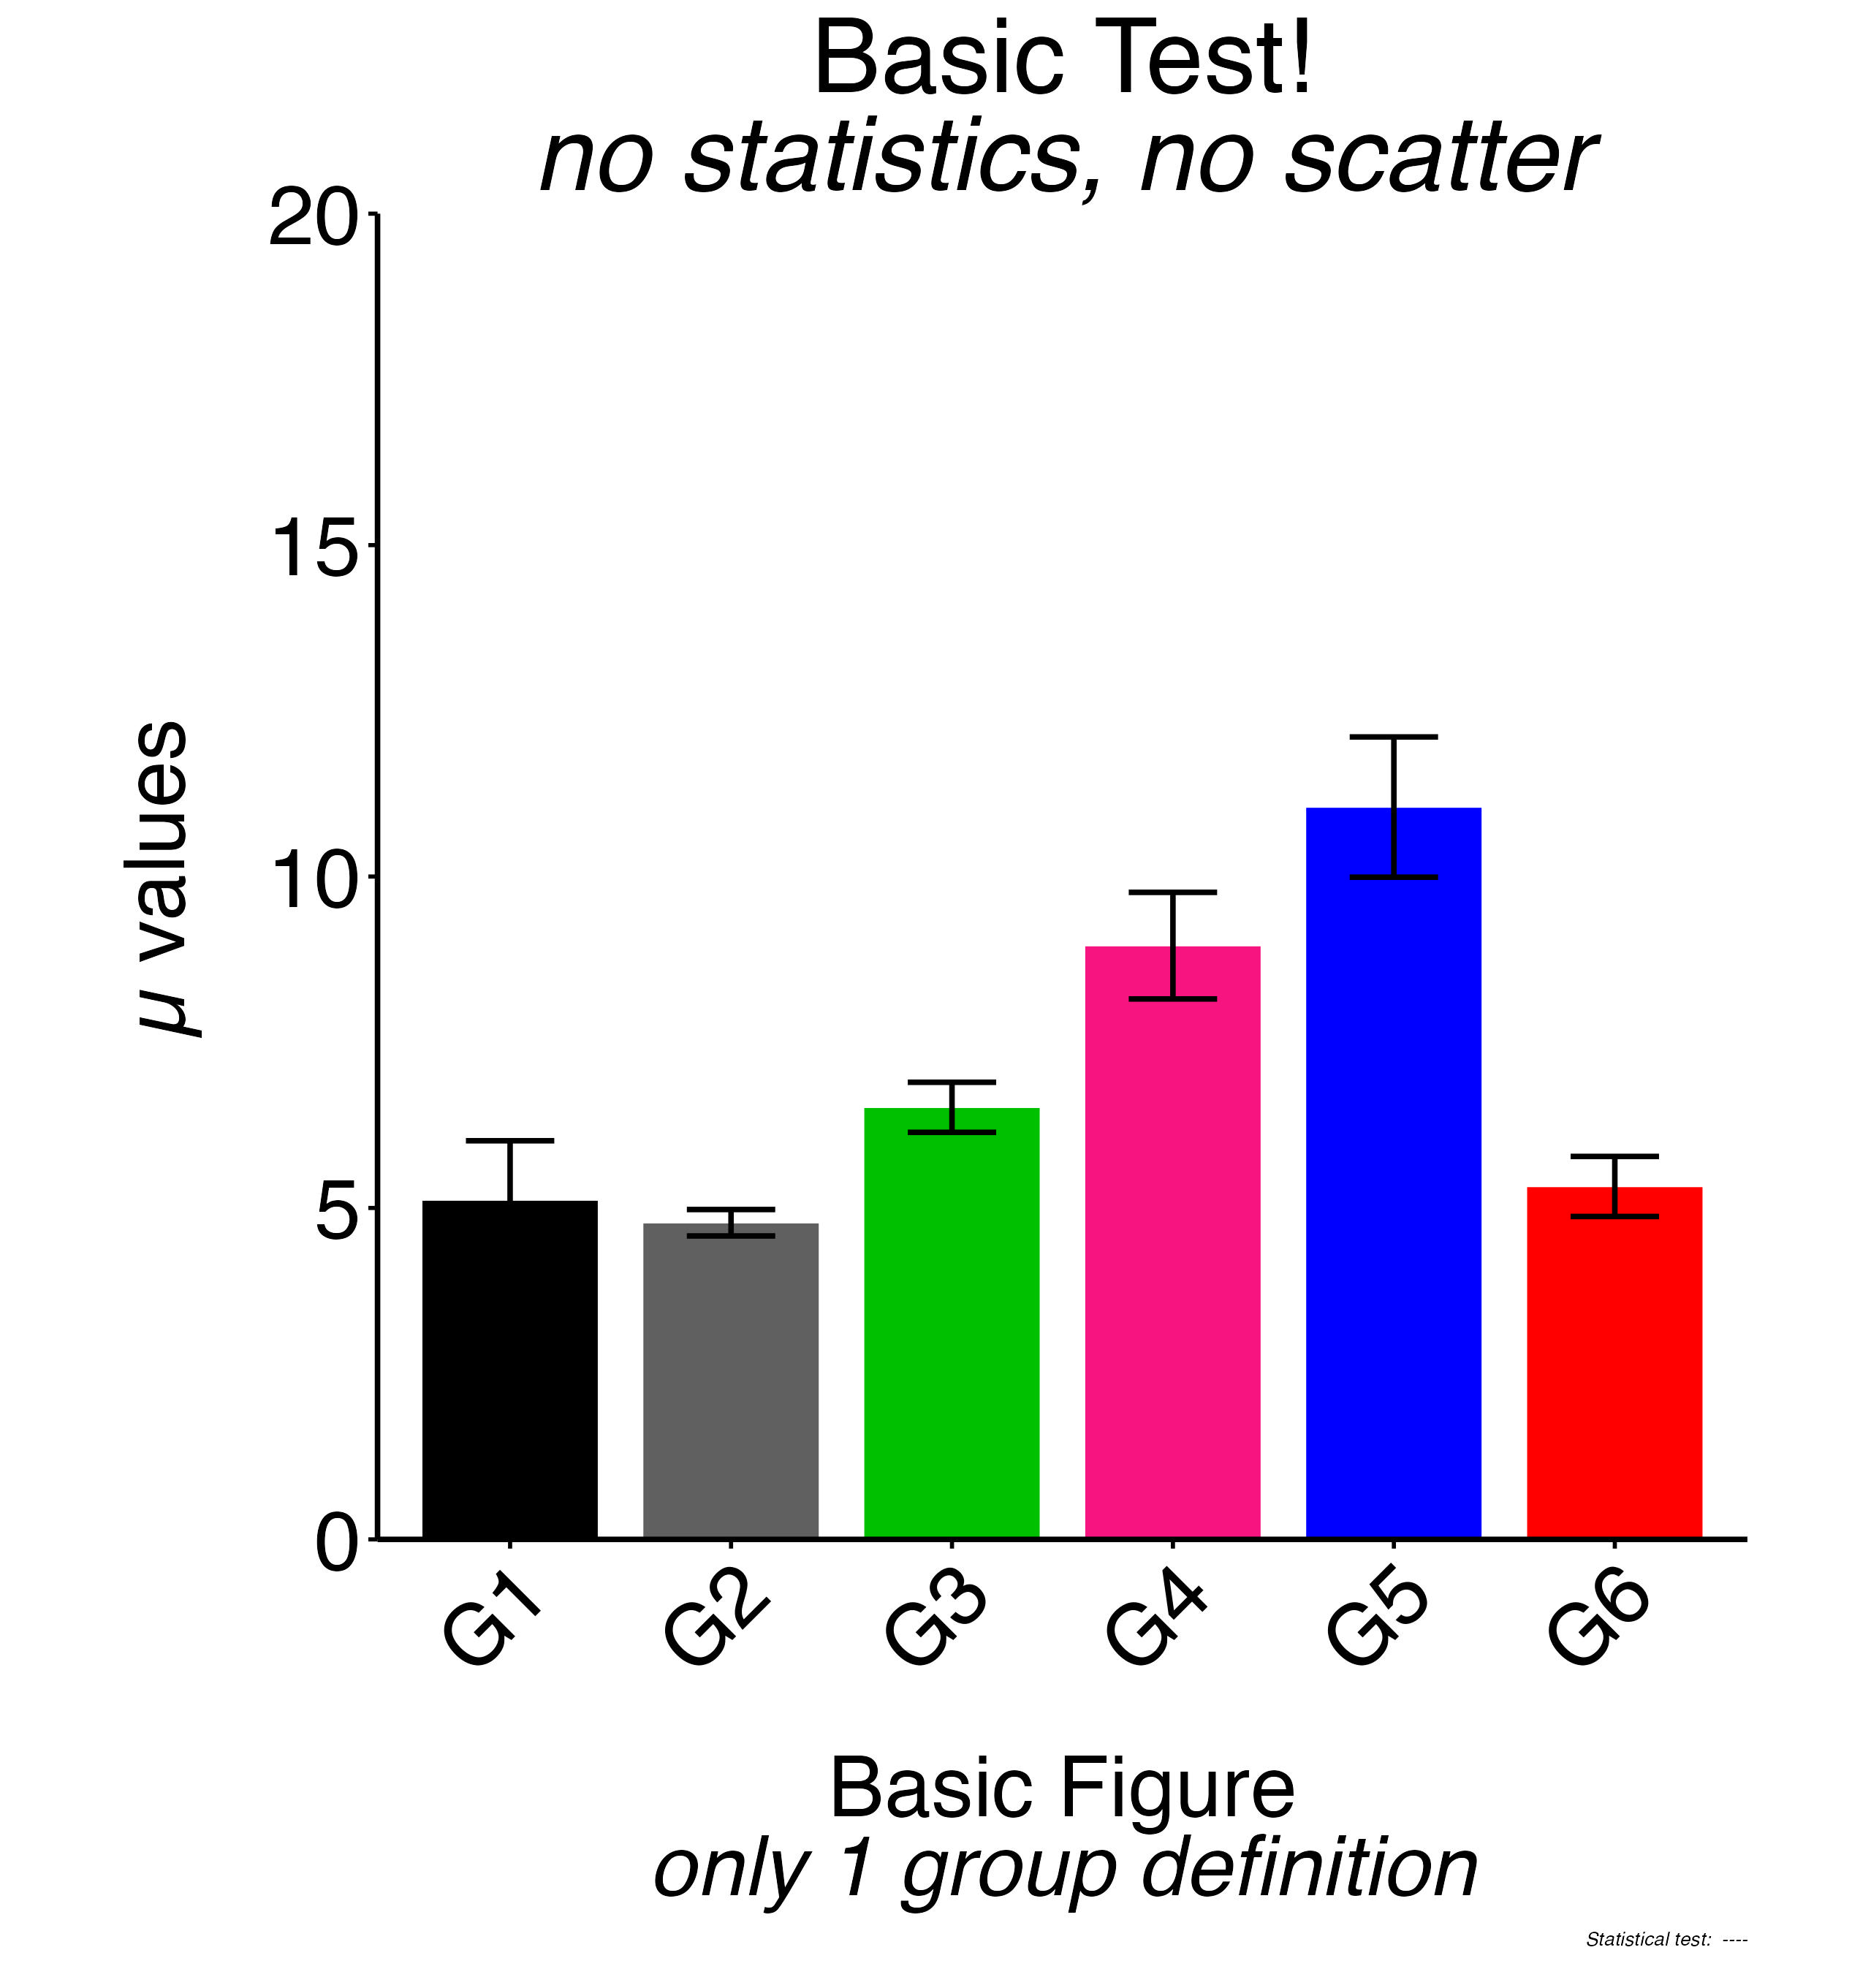 Basic Test!
no statistics, no scatter
μ values
20
15
10
5
0
G1 G2 G3 G4 G5 G6
Basic Figure
only 1 group definition
Statistical test: ----